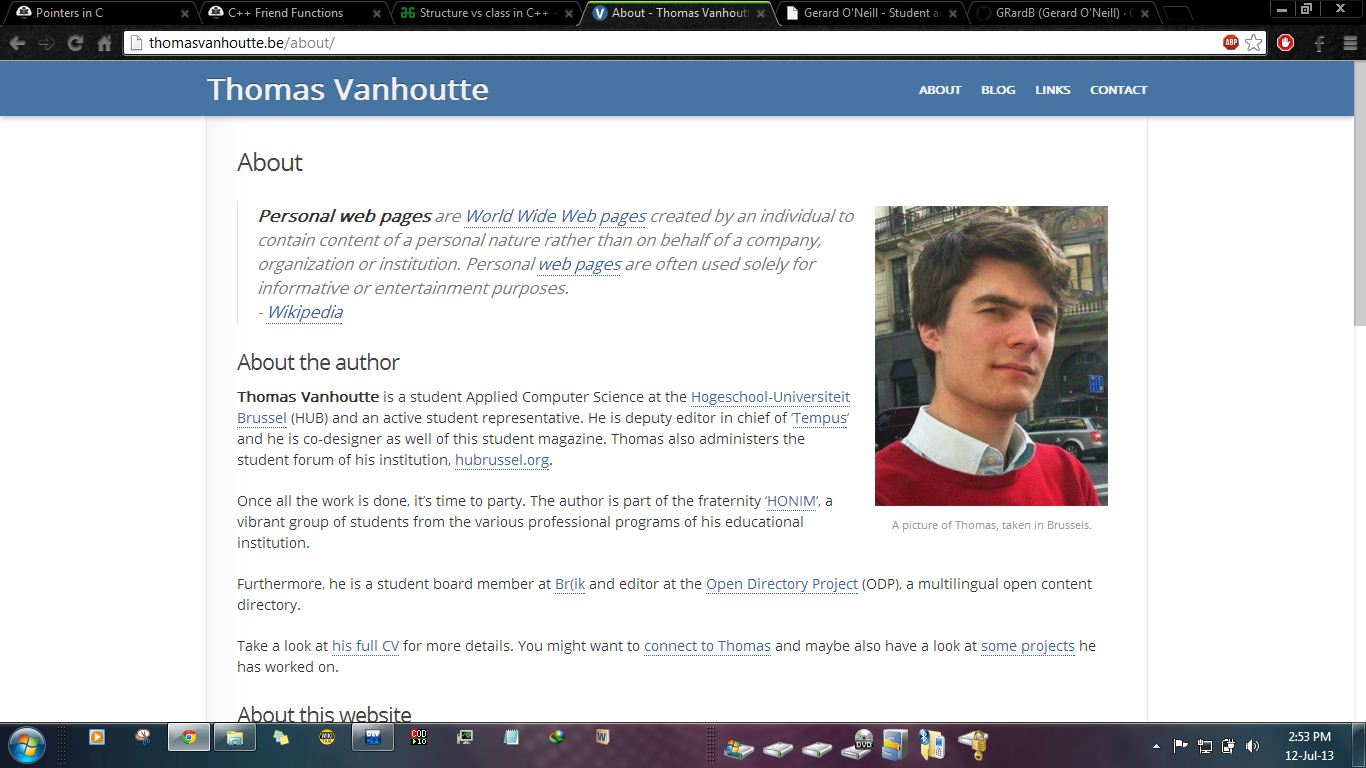 Pointers in C
C++ Friend Functions
Structure vs class in C++ -
About - Thomas Vanhoutt
Gerard O'Neill - Student a
GRardB (Gerard O'Neill) ·
thomasvanhoutte.be/about/
ABP
Thomas Vanhoutte
ABOUT BLOG LINKS CONTACT
About
Personal web pages are World Wide Web pages created by an individual to
contain content of a personal nature rather than on behalf of a company,
organization or institution. Personal web pages are often used solely for
informative or entertainment purposes.
- Wikipedia
About the author
Thomas Vanhoutte is a student Applied Computer Science at the Hogeschool-Universiteit
Brussel (HUB) and an active student representative. He is deputy editor in chief of ‘Tempus’
and he is co-designer as well of this student magazine. Thomas also administers the
student forum of his institution, hubrussel.org.
A picture of Thomas, taken in Brussels.
Once all the work is done, it’s time to party. The author is part of the fraternity ‘HONIM’, a
vibrant group of students from the various professional programs of his educational
institution.
Furthermore, he is a student board member at Br(ik and editor at the Open Directory Project (ODP), a multilingual open content
directory.
Take a look at his full CV for more details. You might want to connect to Thomas and maybe also have a look at some projects he
has worked on.
About this website
DEV
COD
DVD
2:53 PM
12-Jul-13